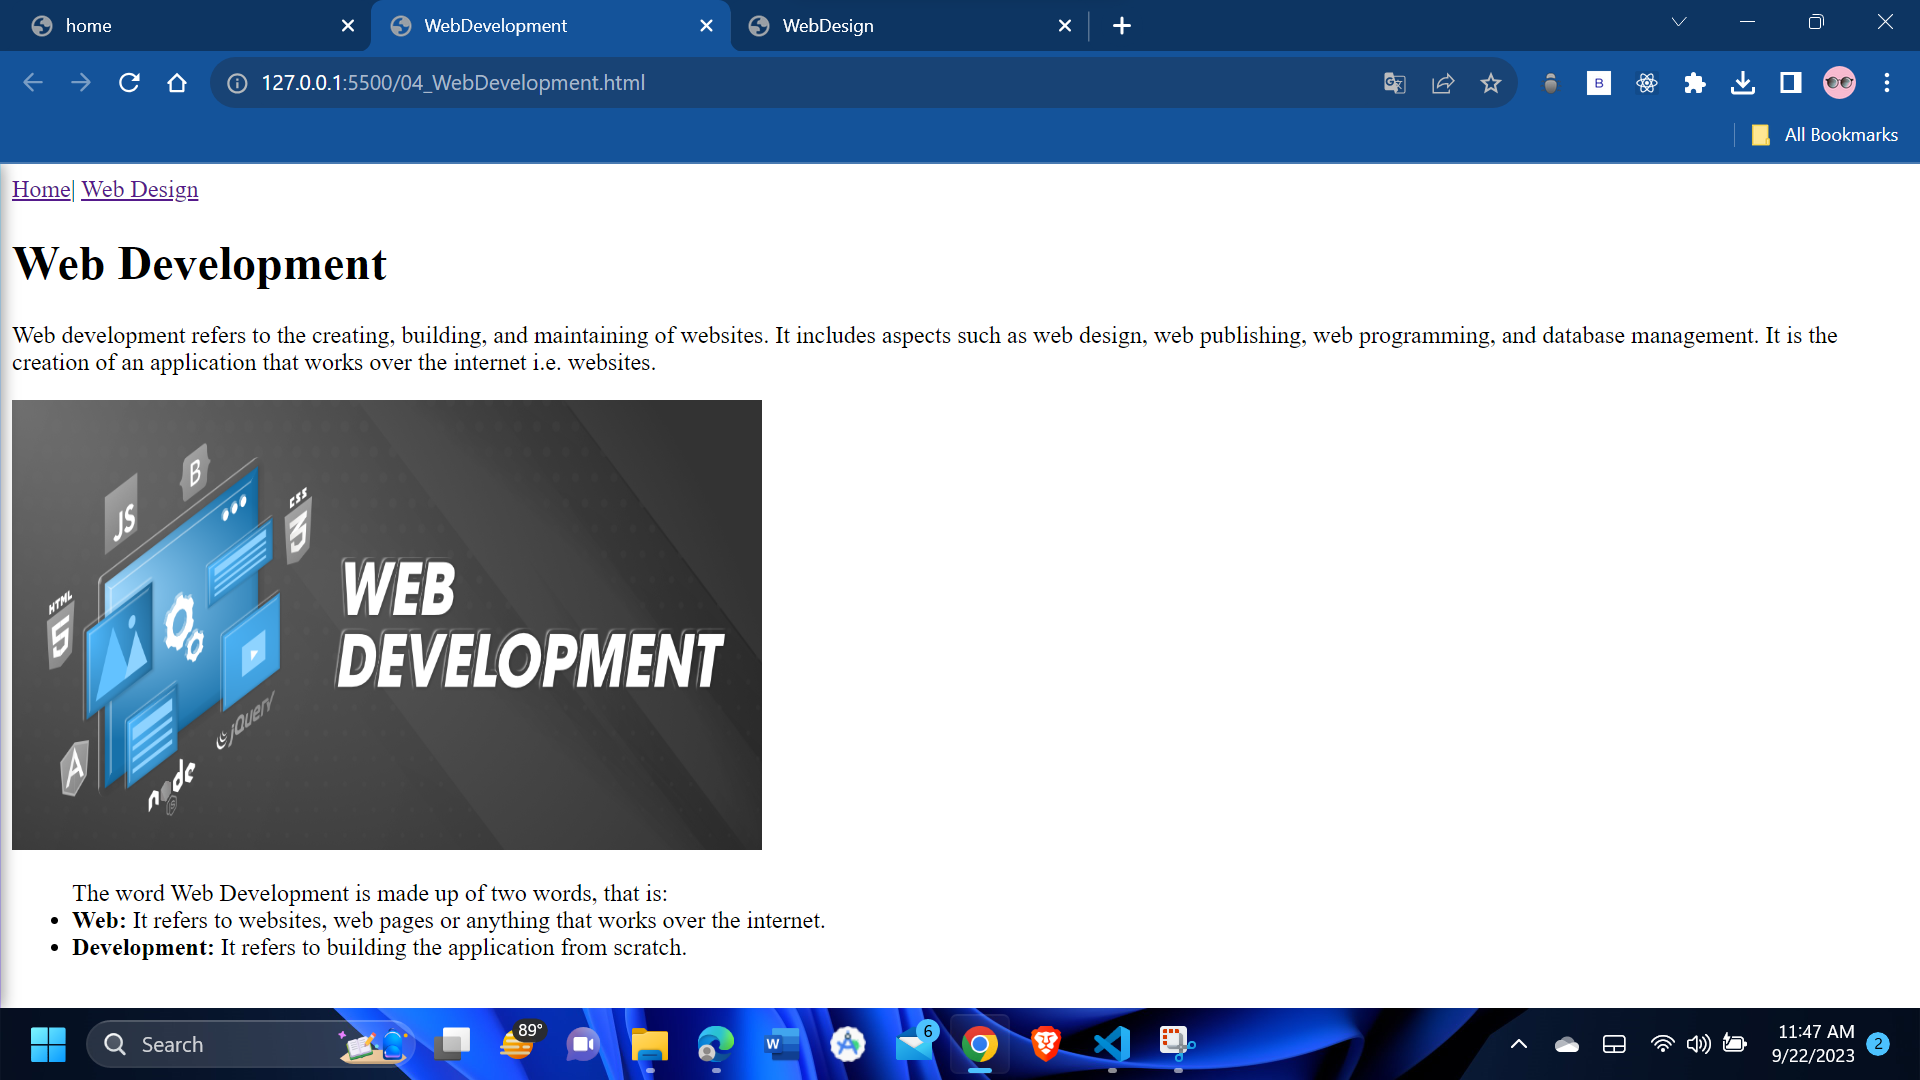 home
WebDevelopment
WebDesign
127.0.0.1:5500/04_WebDevelopment.html
B
All Bookmarks
Home| Web Design
Web Development
Web development refers to the creating, building, and maintaining of websites. It includes aspects such as web design, web publishing, web programming, and database management. It is the
creation of an application that works over the internet i.e. websites.
B
JS
CSS
3
HTML
5
WEB
DEVELOPMENT
jQuery
A
node
JS
The word Web Development is made up of two words, that is:
• Web: It refers to websites, web pages or anything that works over the internet.
• Development: It refers to building the application from scratch.
Search
89°
W
6
11:47 AM
9/22/2023
2